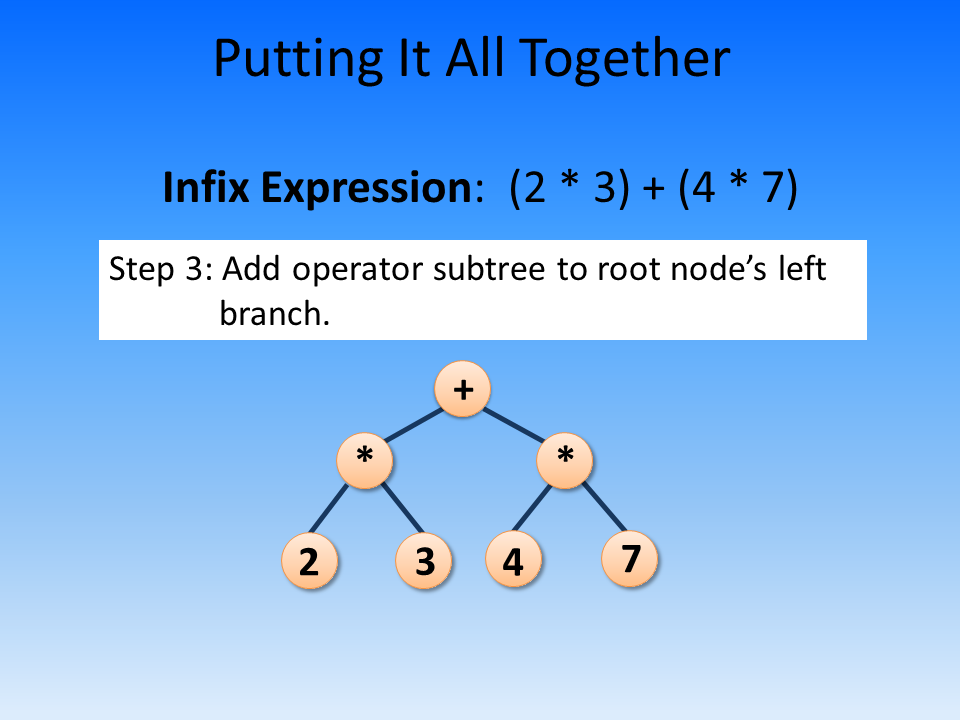 Putting It All Together
Infix Expression: (2 * 3) + (4 * 7)
Step 3: Add operator subtree to root node’s left
branch.
+
* *
2 3 4 7